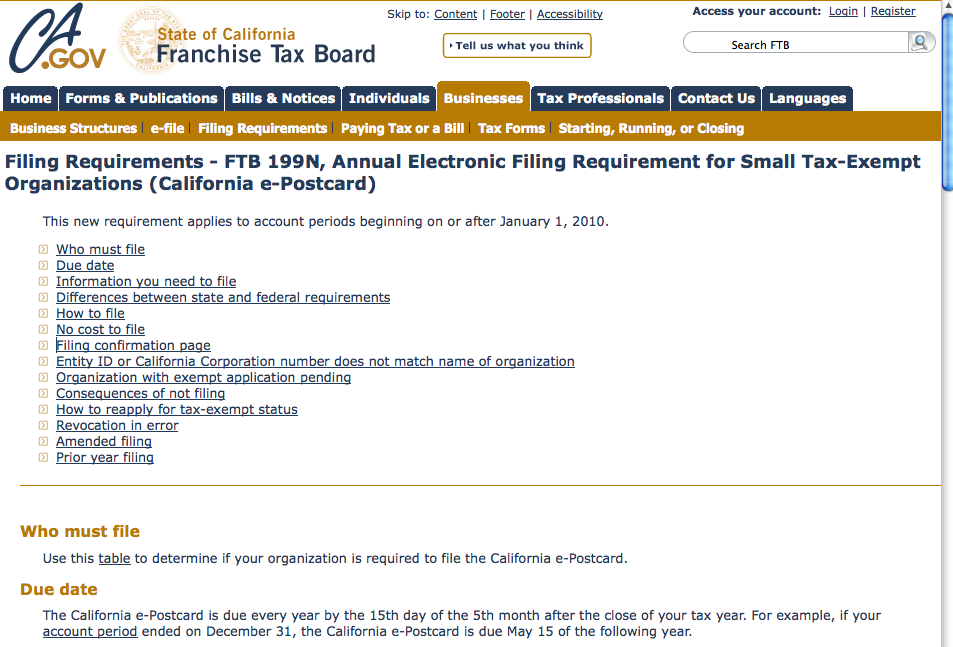 CA
.GOV
State of California
Franchise Tax Board
Skip to: Content | Footer | Accessibility
Tell us what you think
Access your account: Login | Register
Search FTB
Home Forms & Publications Bills & Notices Individuals Businesses Tax Professionals Contact Us Languages
Business Structures | e-file | Filing Requirements | Paying Tax or a Bill | Tax Forms | Starting, Running, or Closing
Filing Requirements - FTB 199N, Annual Electronic Filing Requirement for Small Tax-Exempt
Organizations (California e-Postcard)
This new requirement applies to account periods beginning on or after January 1, 2010.
Who must file
Due date
Information you need to file
Differences between state and federal requirements
How to file
No cost to file
Filing confirmation page
Entity ID or California Corporation number does not match name of organization
Organization with exempt application pending
Consequences of not filing
How to reapply for tax-exempt status
Revocation in error
Amended filing
Prior year filing
Who must file
Use this table to determine if your organization is required to file the California e-Postcard.
Due date
The California e-Postcard is due every year by the 15th day of the 5th month after the close of your tax year. For example, if your
account period ended on December 31, the California e-Postcard is due May 15 of the following year.